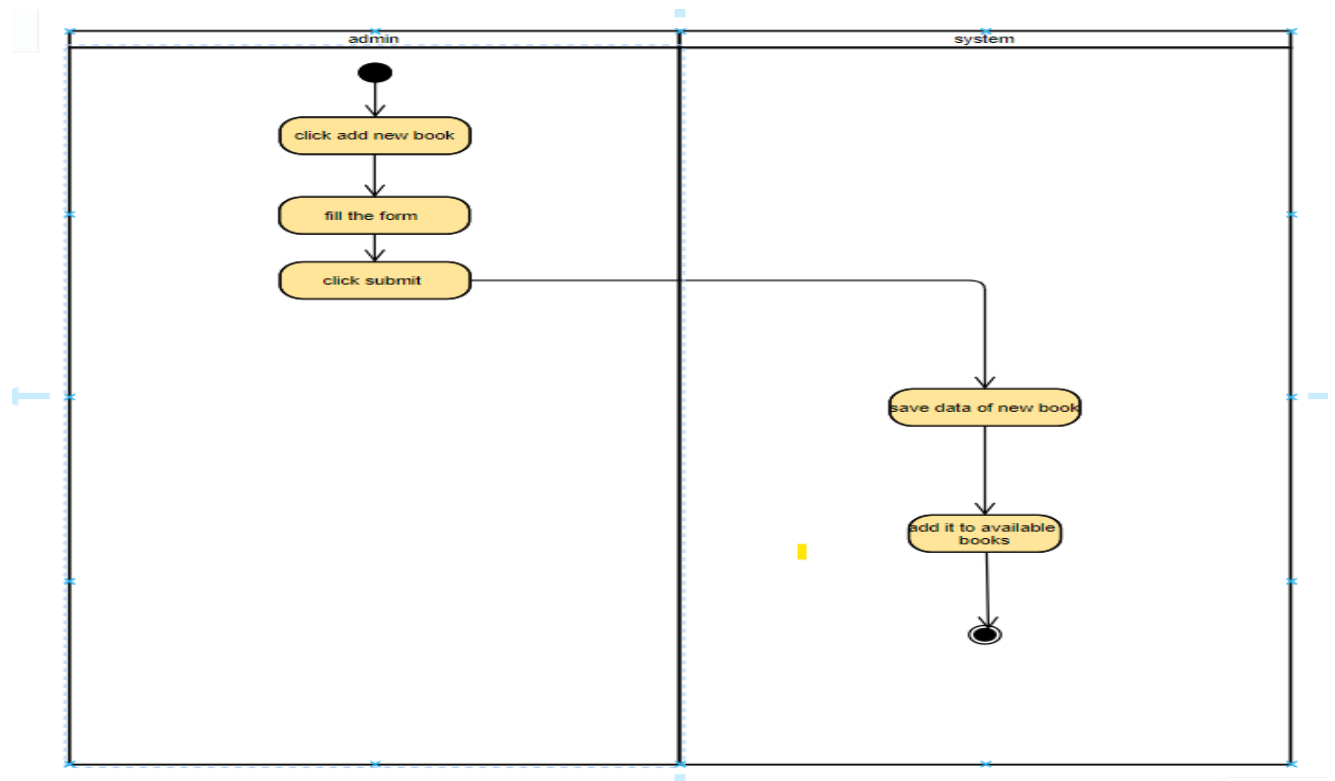 admin
system
click add new book
fill the form
click submit
save data of new book
add it to available
books